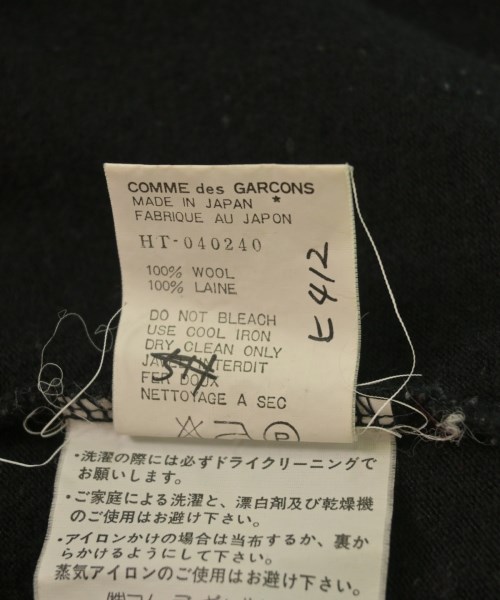 COMME des GARCONS *
MADE IN JAPAN
FABRIQUE AU JAPON
HT-040240
100% WOOL
100% LAINE
DO NOT BLEACH
USE COOL IRON
DRY CLEAN ONLY
INTERDIT
FER DOUX
NETTOYAGE A SEC
ヒ412
P
・洗濯の際には必ずドライクリーニングで
お願いします。
・ご家庭による洗濯と、漂白剤及び乾燥機
のご使用はお避け下さい。
・アイロンかけの場合は当布するか、裏か
らかけるようにして下さい。
蒸気アイロンのご使用はお避け下さい。